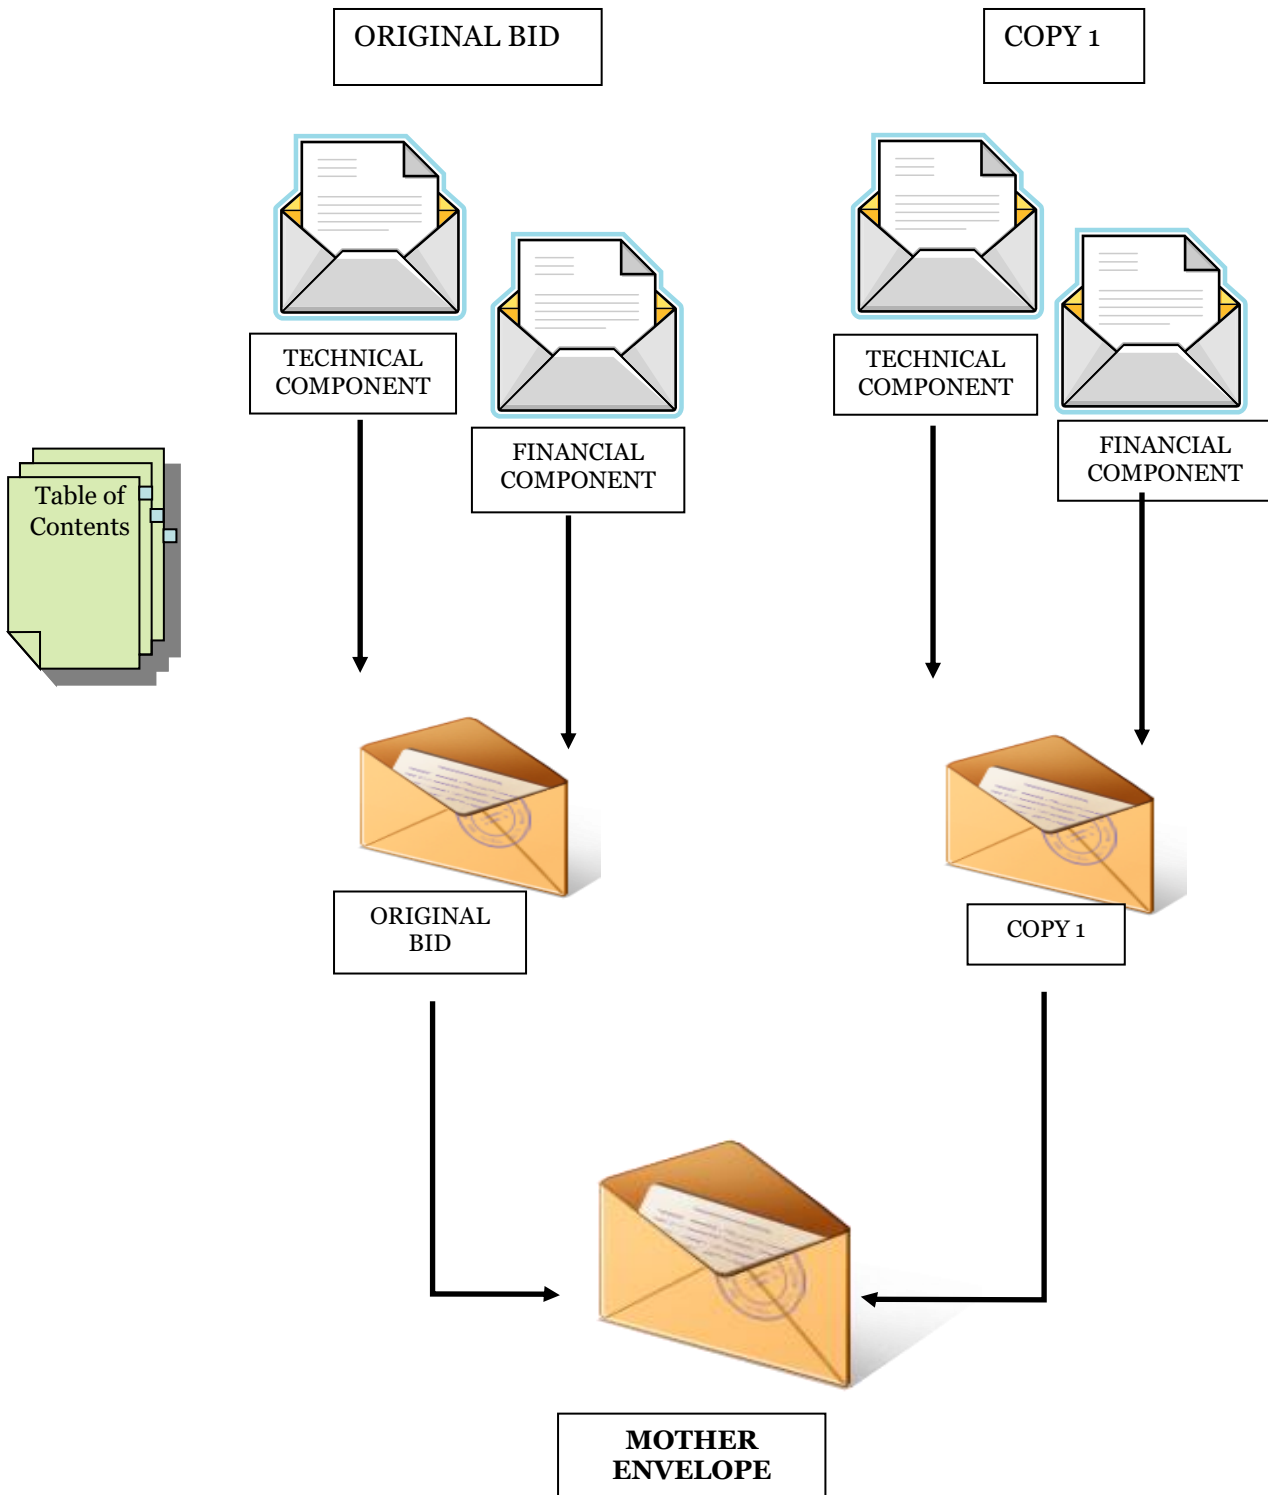 ORIGINAL BID
COPY 1
TECHNICAL
COMPONENT
FINANCIAL
COMPONENT
TECHNICAL
COMPONENT
FINANCIAL
COMPONENT
Table of
Contents
ORIGINAL
BID
COPY 1
MOTHER
ENVELOPE